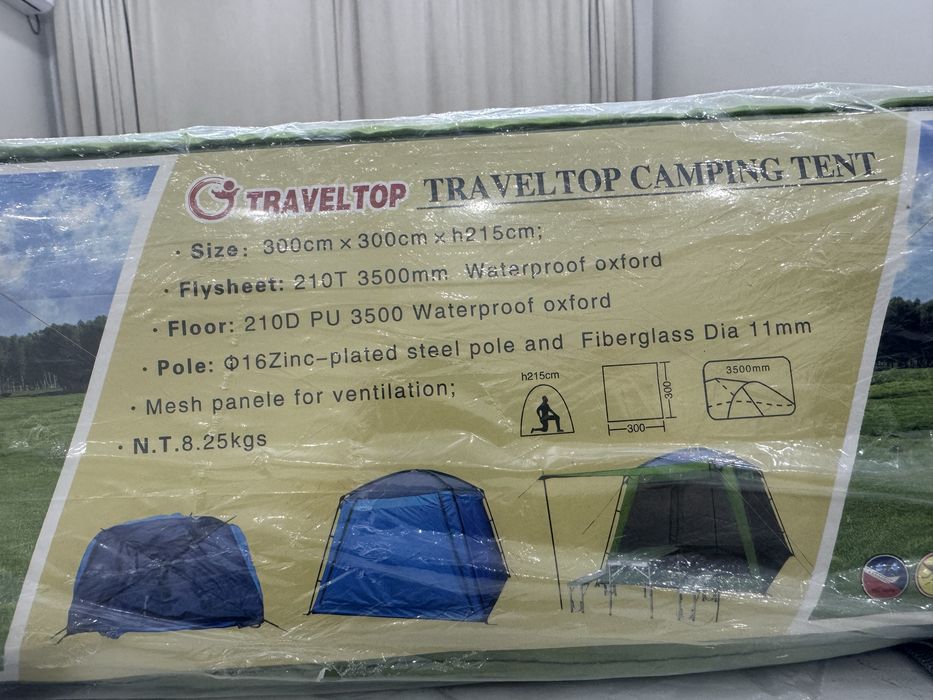 TRAVELTOP TRAVELTOP CAMPING TENT
· Size: 300cm×300cm×h215cm;
· Flysheet: 210T 3500mm Waterproof oxford
· Floor: 210D PU 3500 Waterproof oxford
· Pole: Φ16Zinc-plated steel pole and Fiberglass Dia 11mm
· Mesh panele for ventilation;
· N.T.8.25kgs
h215cm
300
300
3500mm